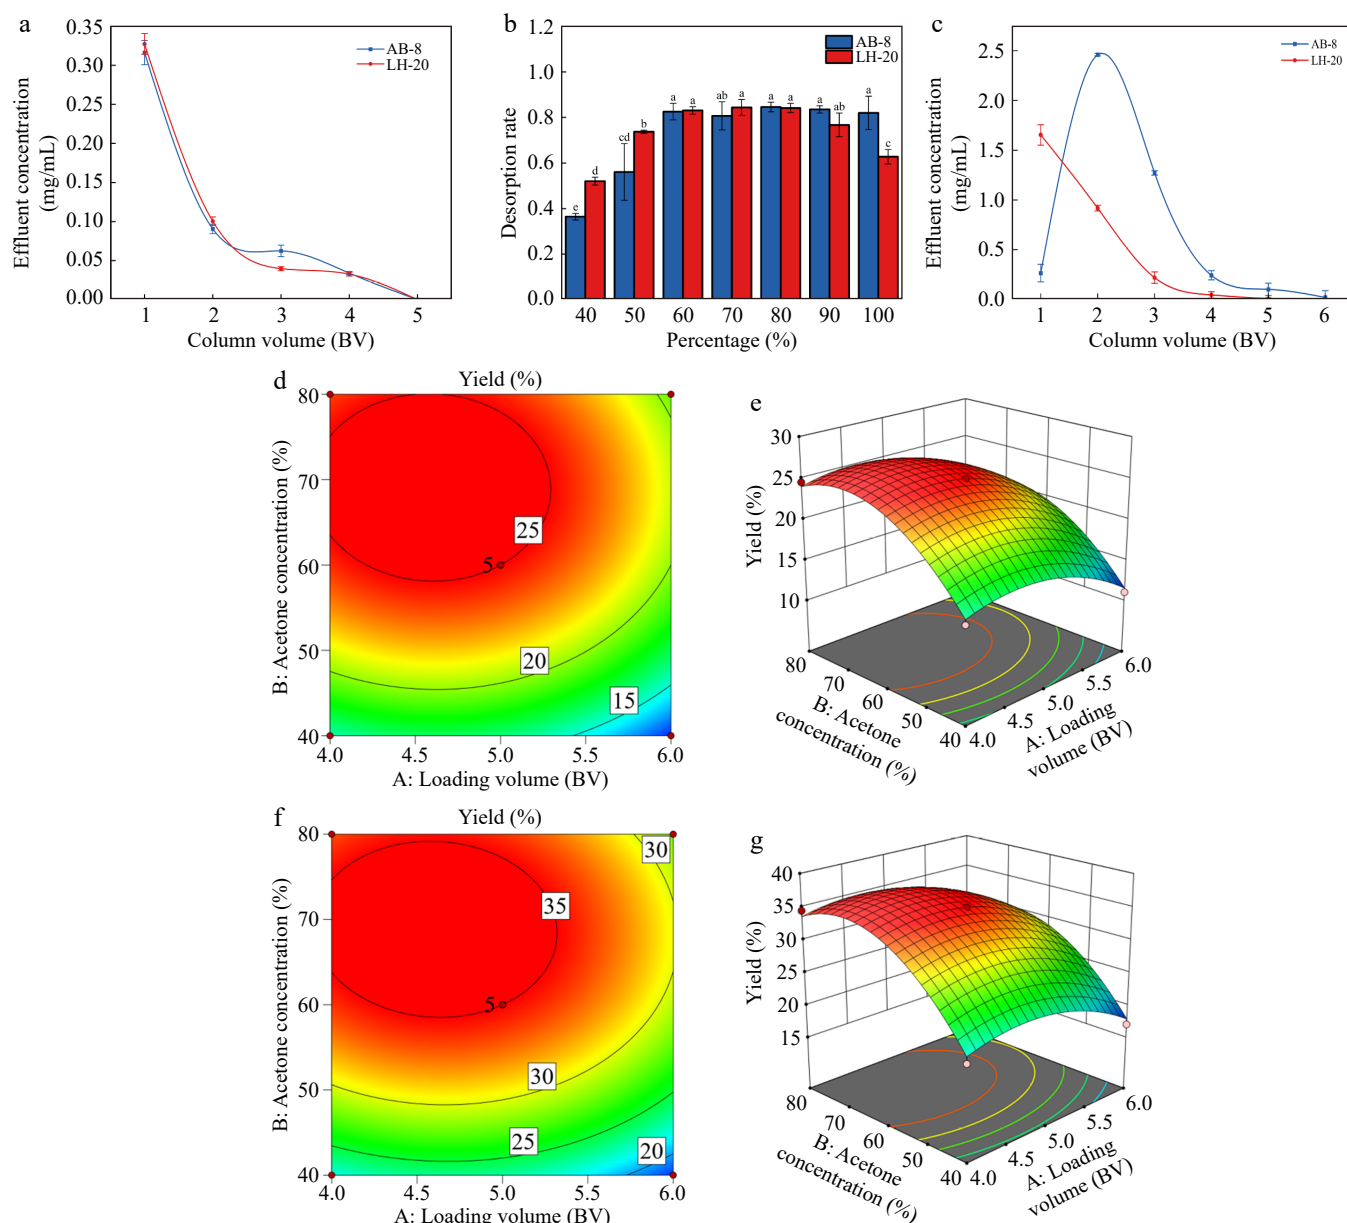 a
0.35
0.30
0.25
0.20
0.15
0.10
0.05
0.00
Effluent concentration
(mg/mL)
AB-8
LH-20
1 2 3 4 5
Column volume (BV)
b
1.2
1.0
0.8
0.6
0.4
0.2
0.0
Desorption rate
AB-8
LH-20
e d cd b a a ab a a a a ab a c
40 50 60 70 80 90 100
Percentage (%)
c
2.5
2.0
1.5
1.0
0.5
0.0
Effluent concentration
(mg/mL)
AB-8
LH-20
1 2 3 4 5 6
Column volume (BV)
d
Yield (%)
80
70
60
50
40
B: Acetone concentration (%)
25
5
20
15
4.0 4.5 5.0 5.5 6.0
A: Loading volume (BV)
e
30
25
20
15
10
Yield (%)
80
70
60
50
40
B: Acetone
concentration (%)
4.0
4.5
5.0
5.5
6.0
A: Loading
volume (BV)
f
Yield (%)
80
70
60
50
40
B: Acetone concentration (%)
30
35
5
30
25
20
4.0 4.5 5.0 5.5 6.0
A: Loading volume (BV)
g
40
35
30
25
20
15
Yield (%)
80
70
60
50
40
B: Acetone
concentration (%)
4.0
4.5
5.0
5.5
6.0
A: Loading
volume (BV)